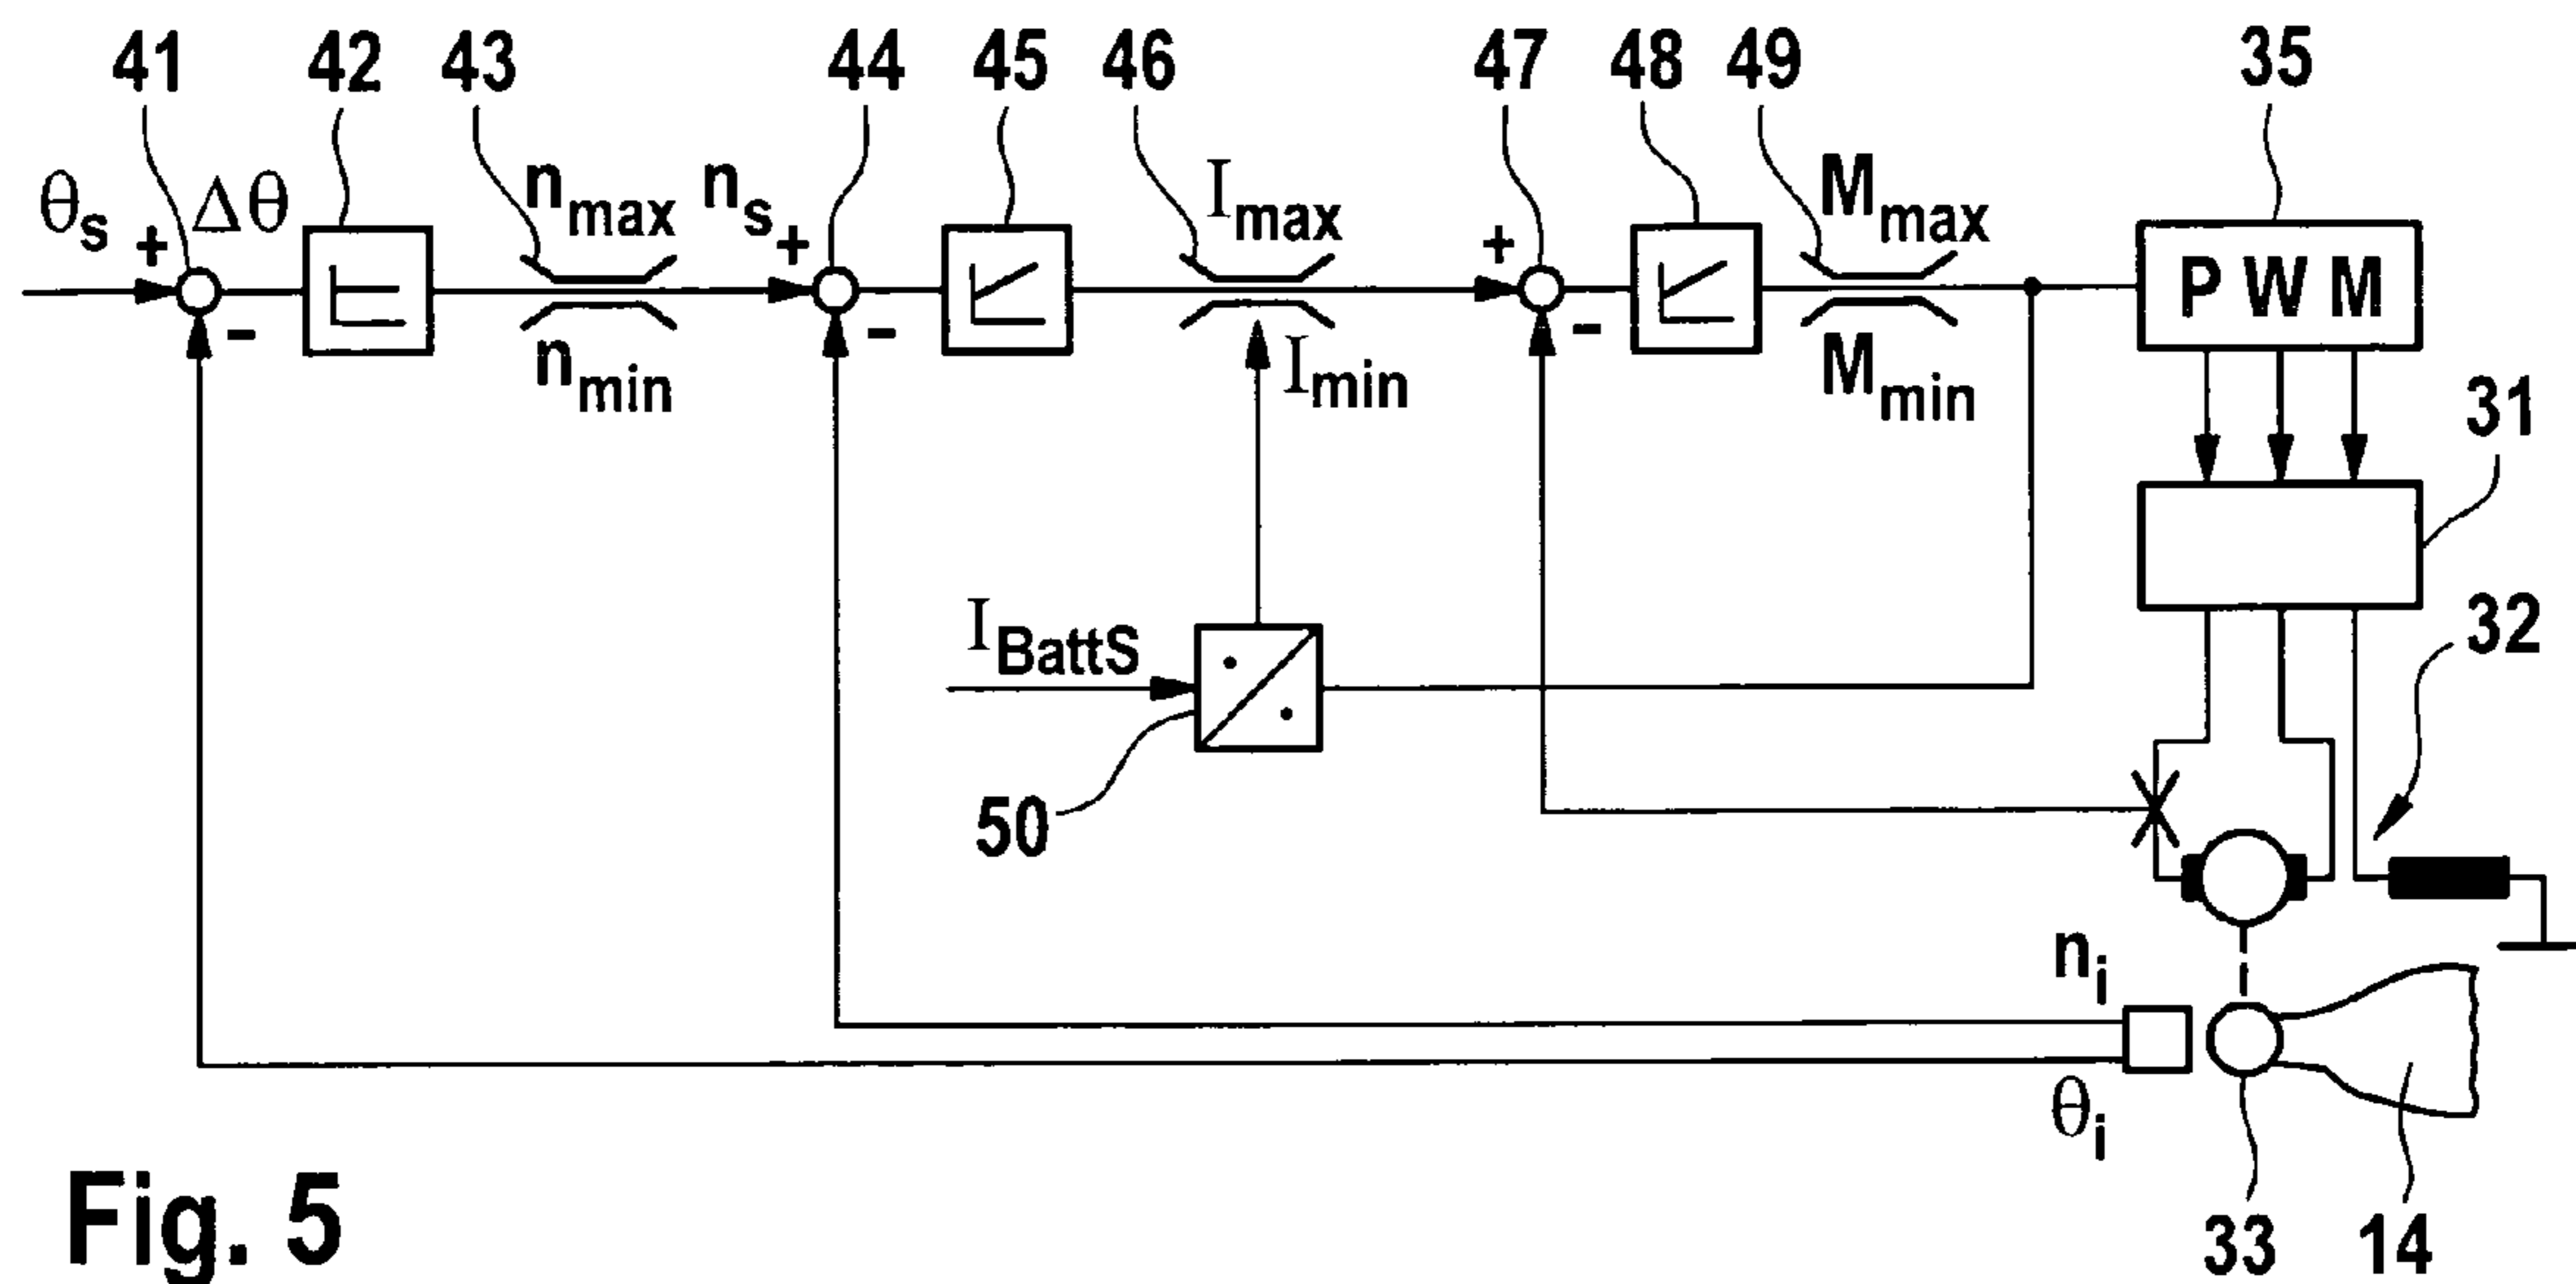 41 42 43 44 45 46 47 48 49 35
θs + Δθ nmax ns + Imax + Mmax
P W M
- nmin - Imin - Mmin
31
IBattS
32
50
ni
θi
33 14
Fig. 5